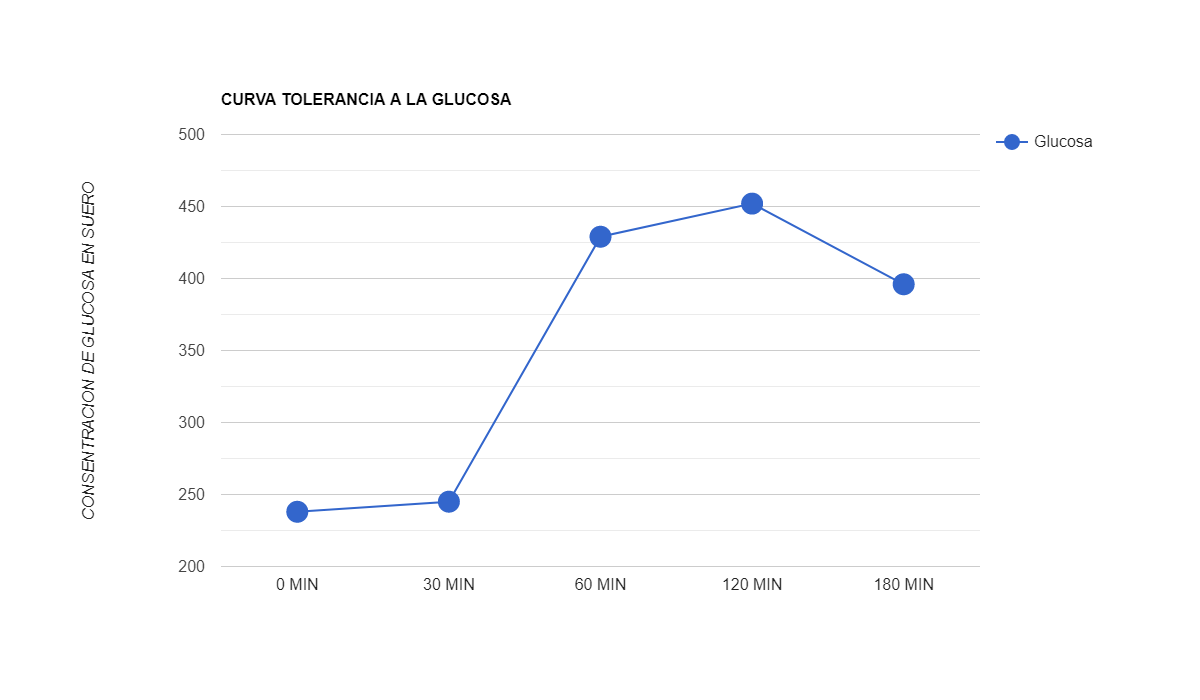 CURVA TOLERANCIA A LA GLUCOSA
CONSENTRACION DE GLUCOSA EN SUERO
500
450
400
350
300
250
200
0 MIN
30 MIN
60 MIN
120 MIN
180 MIN
Glucosa